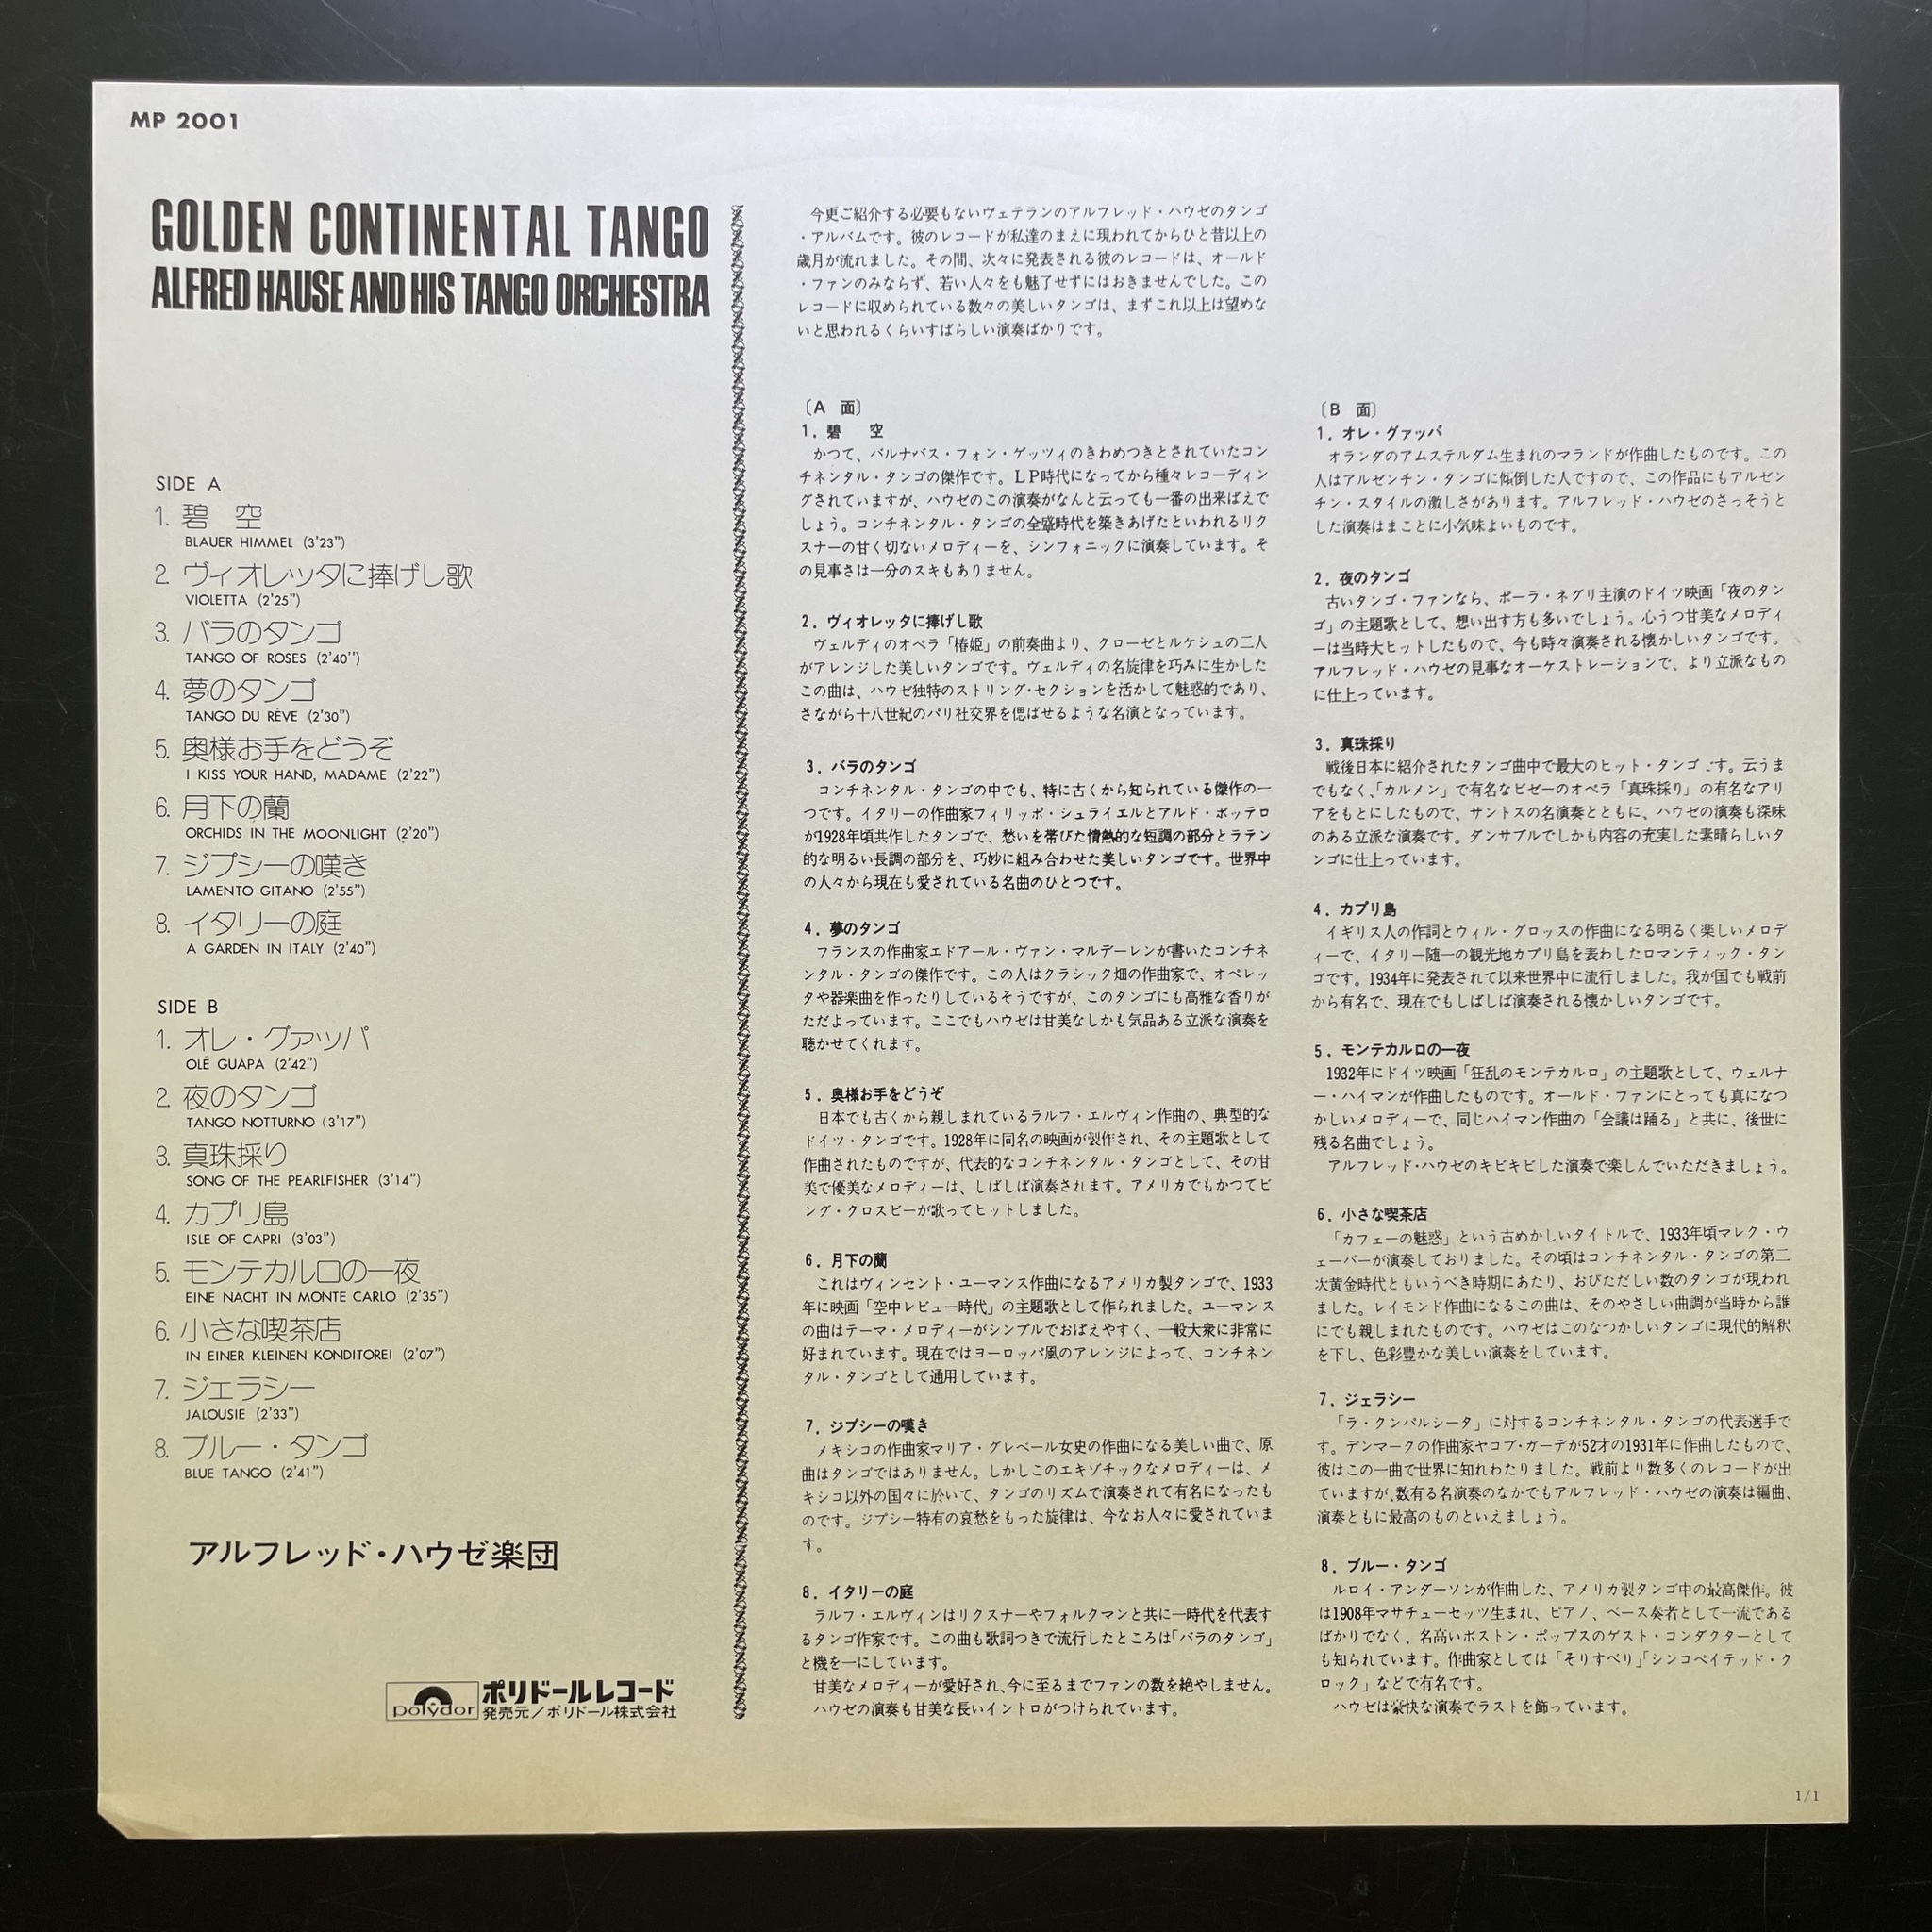 MP 2001
GOLDEN CONTINENTAL TANGO
ALFRED HAUSE AND HIS TANGO ORCHESTRA
SIDE A
1. 碧　空
BLAUER HIMMEL (3'23")
2. ヴィオレッタに捧げし歌
VIOLETTA (2'25")
3. バラのタンゴ
TANGO OF ROSES (2'40'')
4. 夢のタンゴ
TANGO DU RÊVE (2'30")
5. 奥様お手をどうぞ
I KISS YOUR HAND, MADAME (2'22")
6. 月下の蘭
ORCHIDS IN THE MOONLIGHT (2'20")
7. ジプシーの嘆き
LAMENTO GITANO (2'55")
8. イタリーの庭
A GARDEN IN ITALY (2'40")
SIDE B
1. オレ・グァッパ
OLÉ GUAPA (2'42")
2. 夜のタンゴ
TANGO NOTTURNO (3'17")
3. 真珠採り
SONG OF THE PEARLFISHER (3'14")
4. カプリ島
ISLE OF CAPRI (3'03")
5. モンテカルロの一夜
EINE NACHT IN MONTE CARLO (2'35")
6. 小さな喫茶店
IN EINER KLEINEN KONDITOREI (2'07")
7. ジェラシー
JALOUSIE (2'33")
8. ブルー・タンゴ
BLUE TANGO (2'41")
アルフレッド・ハウゼ楽団
polydor
ポリドールレコード
発売元／ポリドール株式会社
今更ご紹介する必要もないヴェテランのアルフレッド・ハウゼのタンゴ
・アルバムです。彼のレコードが私達のまえに現われてからひと昔以上の
歳月が流れました。その間、次々に発表される彼のレコードは、オールド
・ファンのみならず、若い人々をも魅了せずにはおきませんでした。この
レコードに収められている数々の美しいタンゴは、まずこれ以上は望めな
いと思われるくらいすばらしい演奏ばかりです。
〔A　面〕
1．碧　　空
かつて、バルナバス・フォン・ゲッツィのきわめつきとされていたコン
チネンタル・タンゴの傑作です。ＬＰ時代になってから種々レコーディン
グされていますが、ハウゼのこの演奏がなんと云っても一番の出来ばえで
しょう。コンチネンタル・タンゴの全盛時代を築きあげたといわれるリク
スナーの甘く切ないメロディーを、シンフォニックに演奏しています。そ
の見事さは一分のスキもありません。
2．ヴィオレッタに捧げし歌
ヴェルディのオペラ「椿姫」の前奏曲より、クローゼとルケシュの二人
がアレンジした美しいタンゴです。ヴェルディの名旋律を巧みに生かした
この曲は、ハウゼ独特のストリング・セクションを活かして魅惑的であり、
さながら十八世紀のパリ社交界を偲ばせるような名演となっています。
3．バラのタンゴ
コンチネンタル・タンゴの中でも、特に古くから知られている傑作の一
つです。イタリーの作曲家フィリッポ・シュライエルとアルド・ボッテロ
が1928年頃共作したタンゴで、愁いを帯びた情熱的な短調の部分とラテン
的な明るい長調の部分を、巧妙に組み合わせた美しいタンゴです。世界中
の人々から現在も愛されている名曲のひとつです。
4．夢のタンゴ
フランスの作曲家エドアール・ヴァン・マルデーレンが書いたコンチネ
ンタル・タンゴの傑作です。この人はクラシック畑の作曲家で、オペレッ
タや器楽曲を作ったりしているそうですが、このタンゴにも高雅な香りが
ただよっています。ここでもハウゼは甘美なしかも気品ある立派な演奏を
聴かせてくれます。
5．奥様お手をどうぞ
日本でも古くから親しまれているラルフ・エルヴィン作曲の、典型的な
ドイツ・タンゴです。1928年に同名の映画が製作され、その主題歌として
作曲されたものですが、代表的なコンチネンタル・タンゴとして、その甘
美で優美なメロディーは、しばしば演奏されます。アメリカでもかつてビ
ング・クロスビーが歌ってヒットしました。
6．月下の蘭
これはヴィンセント・ユーマンス作曲になるアメリカ製タンゴで、1933
年に映画「空中レビュー時代」の主題歌として作られました。ユーマンス
の曲はテーマ・メロディーがシンプルでおぼえやすく、一般大衆に非常に
好まれています。現在ではヨーロッパ風のアレンジによって、コンチネン
タル・タンゴとして通用しています。
7．ジプシーの嘆き
メキシコの作曲家マリア・グレベール女史の作曲になる美しい曲で、原
曲はタンゴではありません。しかしこのエキゾチックなメロディーは、メ
キシコ以外の国々に於いて、タンゴのリズムで演奏されて有名になったも
のです。ジプシー特有の哀愁をもった旋律は、今なお人々に愛されていま
す。
8．イタリーの庭
ラルフ・エルヴィンはリクスナーやフォルクマンと共に一時代を代表す
るタンゴ作家です。この曲も歌詞つきで流行したところは「バラのタンゴ」
と機を一にしています。
甘美なメロディーが愛好され、今に至るまでファンの数を絶やしません。
ハウゼの演奏も甘美な長いイントロがつけられています。
〔B　面〕
1．オレ・グァッパ
オランダのアムステルダム生まれのマランドが作曲したものです。この
人はアルゼンチン・タンゴに傾倒した人ですので、この作品にもアルゼン
チン・スタイルの激しさがあります。アルフレッド・ハウゼのさっそうと
した演奏はまことに小気味よいものです。
2．夜のタンゴ
古いタンゴ・ファンなら、ポーラ・ネグリ主演のドイツ映画「夜のタン
ゴ」の主題歌として、想い出す方も多いでしょう。心うつ甘美なメロディ
ーは当時大ヒットしたもので、今も時々演奏される懐かしいタンゴです。
アルフレッド・ハウゼの見事なオーケストレーションで、より立派なもの
に仕上っています。
3．真珠採り
戦後日本に紹介されたタンゴ曲中で最大のヒット・タンゴ です。云うま
でもなく、「カルメン」で有名なビゼーのオペラ「真珠採り」の有名なアリ
アをもとにしたもので、サントスの名演奏とともに、ハウゼの演奏も深味
のある立派な演奏です。ダンサブルでしかも内容の充実した素晴らしいタ
ンゴに仕上っています。
4．カプリ島
イギリス人の作詞とウィル・グロッスの作曲になる明るく楽しいメロデ
ィーで、イタリー随一の観光地カプリ島を表わしたロマンティック・タン
ゴです。1934年に発表されて以来世界中に流行しました。我が国でも戦前
から有名で、現在でもしばしば演奏される懐かしいタンゴです。
5．モンテカルロの一夜
1932年にドイツ映画「狂乱のモンテカルロ」の主題歌として、ウェルナ
ー・ハイマンが作曲したものです。オールド・ファンにとっても真になつ
かしいメロディーで、同じハイマン作曲の「会議は踊る」と共に、後世に
残る名曲でしょう。
アルフレッド・ハウゼのキビキビした演奏で楽しんでいただきましょう。
6．小さな喫茶店
「カフェーの魅惑」という古めかしいタイトルで、1933年頃マレク・ウ
ェーバーが演奏しておりました。その頃はコンチネンタル・タンゴの第二
次黄金時代ともいうべき時期にあたり、おびただしい数のタンゴが現われ
ました。レイモンド作曲になるこの曲は、そのやさしい曲調が当時から誰
にでも親しまれたものです。ハウゼはこのなつかしいタンゴに現代的解釈
を下し、色彩豊かな美しい演奏をしています。
7．ジェラシー
「ラ・クンパルシータ」に対するコンチネンタル・タンゴの代表選手で
す。デンマークの作曲家ヤコブ・ガーデが52才の1931年に作曲したもので、
彼はこの一曲で世界に知れわたりました。戦前より数多くのレコードが出
ていますが、数有る名演奏のなかでもアルフレッド・ハウゼの演奏は編曲、
演奏ともに最高のものといえましょう。
8．ブルー・タンゴ
ルロイ・アンダーソンが作曲した、アメリカ製タンゴ中の最高傑作。彼
は1908年マサチューセッツ生まれ、ピアノ、ベース奏者として一流である
ばかりでなく、名高いボストン・ポップスのゲスト・コンダクターとして
も知られています。作曲家としては「そりすべり」「シンコペイテッド・ク
ロック」などで有名です。
ハウゼは豪快な演奏でラストを飾っています。
1/1